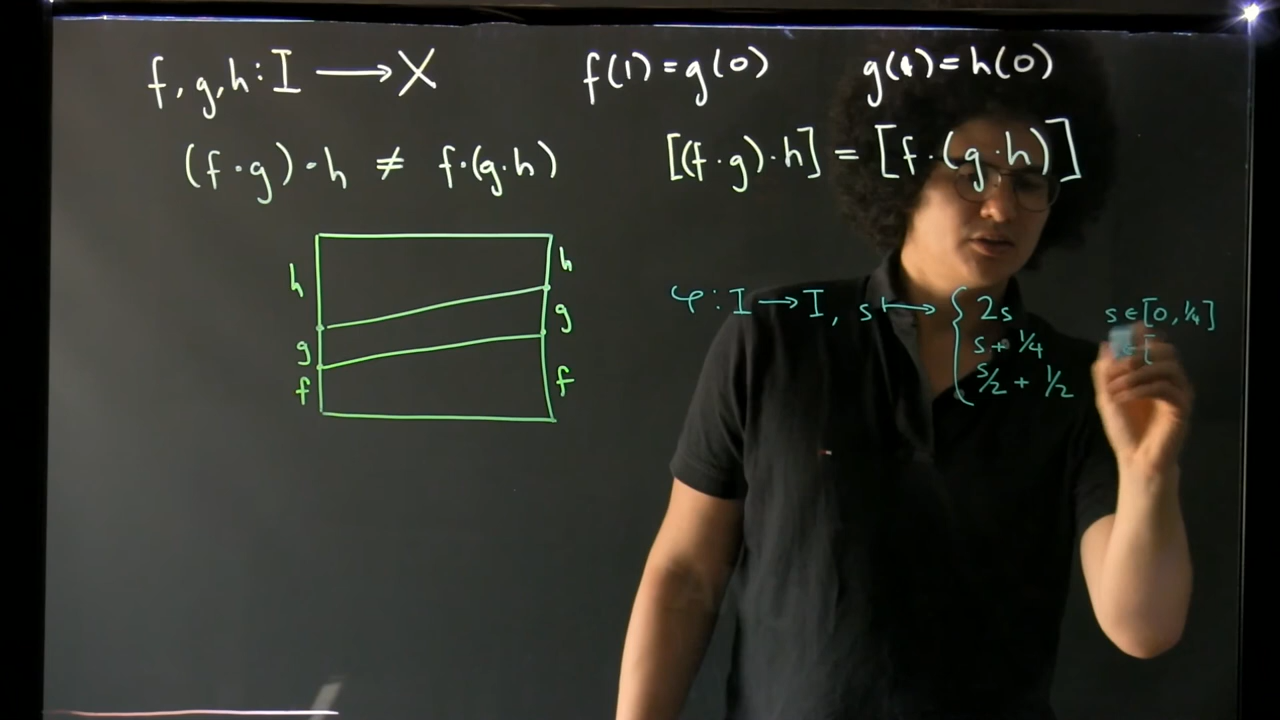 f, g, h : I ⟶ X f(1) = g(0) g(1) = h(0)
(f · g) · h ≠ f · (g · h) [(f · g) · h] = [f · (g · h)]
h h
g g
f f
φ : I ⟶ I, s ⟼ { 2s s ∈ [0, 1/4]
s + 1/4 ∈ [
s/2 + 1/2